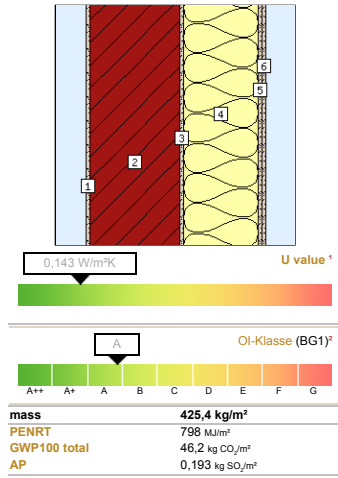 6
5
4
3
2
1
0,143 W/m²K
U value ¹
OI-Klasse (BG1)²
A
A++ A+ A B C D E F G
mass 425,4 kg/m²
PENRT 798 MJ/m²
GWP100 total 46,2 kg CO₂/m²
AP 0,193 kg SO₂/m²